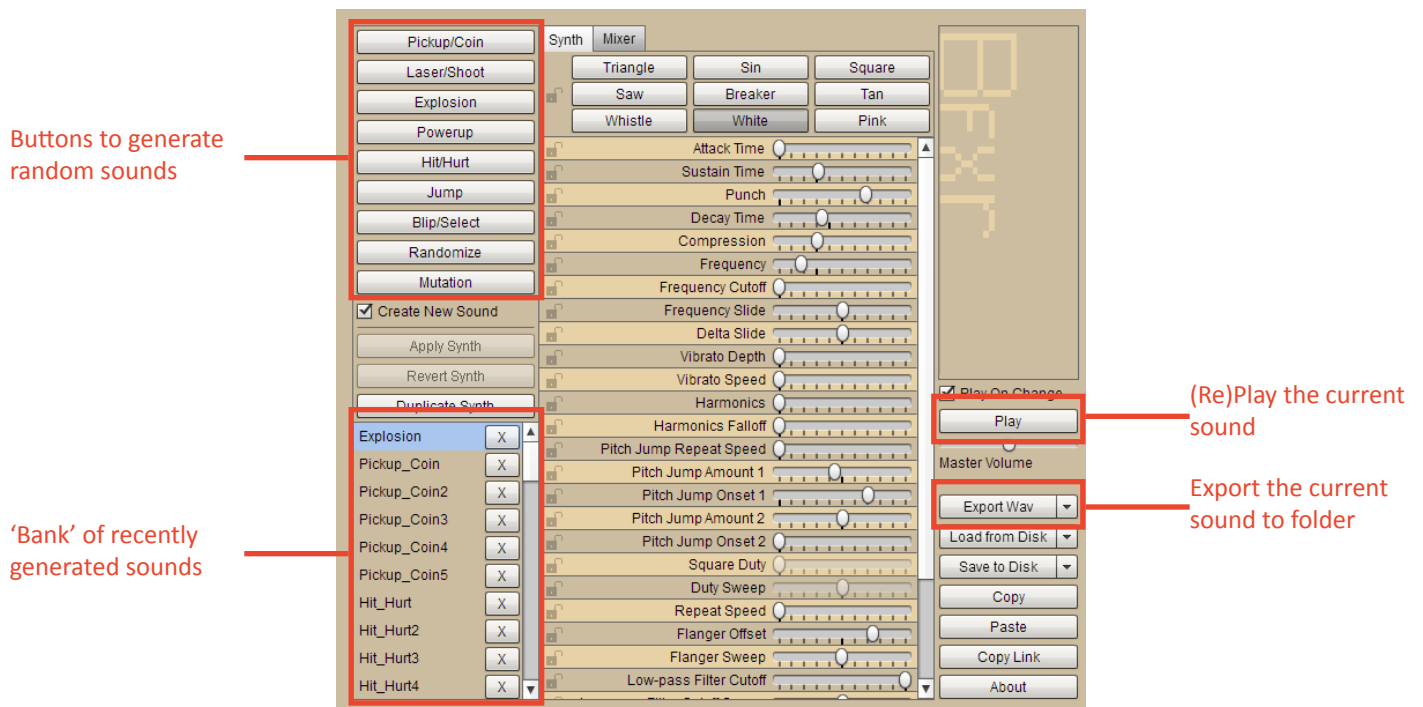 Buttons to generate
random sounds
'Bank' of recently
generated sounds
Pickup/Coin
Laser/Shoot
Explosion
Powerup
Hit/Hurt
Jump
Blip/Select
Randomize
Mutation
Create New Sound
Apply Synth
Revert Synth
Duplicate Synth
Explosion X
Pickup_Coin X
Pickup_Coin2 X
Pickup_Coin3 X
Pickup_Coin4 X
Pickup_Coin5 X
Hit_Hurt X
Hit_Hurt2 X
Hit_Hurt3 X
Hit_Hurt4 X
Synth Mixer
Triangle Sin Square
Saw Breaker Tan
Whistle White Pink
Attack Time
Sustain Time
Punch
Decay Time
Compression
Frequency
Frequency Cutoff
Frequency Slide
Delta Slide
Vibrato Depth
Vibrato Speed
Harmonics
Harmonics Falloff
Pitch Jump Repeat Speed
Pitch Jump Amount 1
Pitch Jump Onset 1
Pitch Jump Amount 2
Pitch Jump Onset 2
Square Duty
Duty Sweep
Repeat Speed
Flanger Offset
Flanger Sweep
Low-pass Filter Cutoff
Bfxr
Play On Change
Play
Master Volume
Export Wav
Load from Disk
Save to Disk
Copy
Paste
Copy Link
About
(Re)Play the current
sound
Export the current
sound to folder